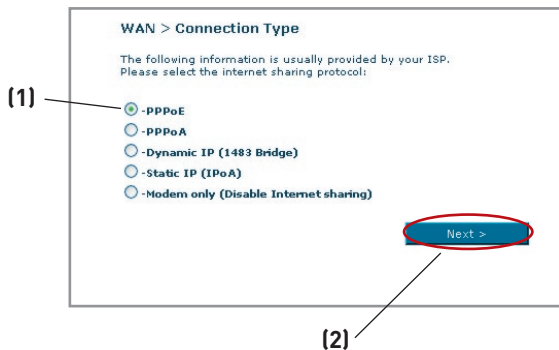 WAN > Connection Type
The following information is usually provided by your ISP.
Please select the internet sharing protocol:
(1)
-PPPoE
-PPPoA
-Dynamic IP (1483 Bridge)
-Static IP (IPoA)
-Modem only (Disable Internet sharing)
Next >
(2)